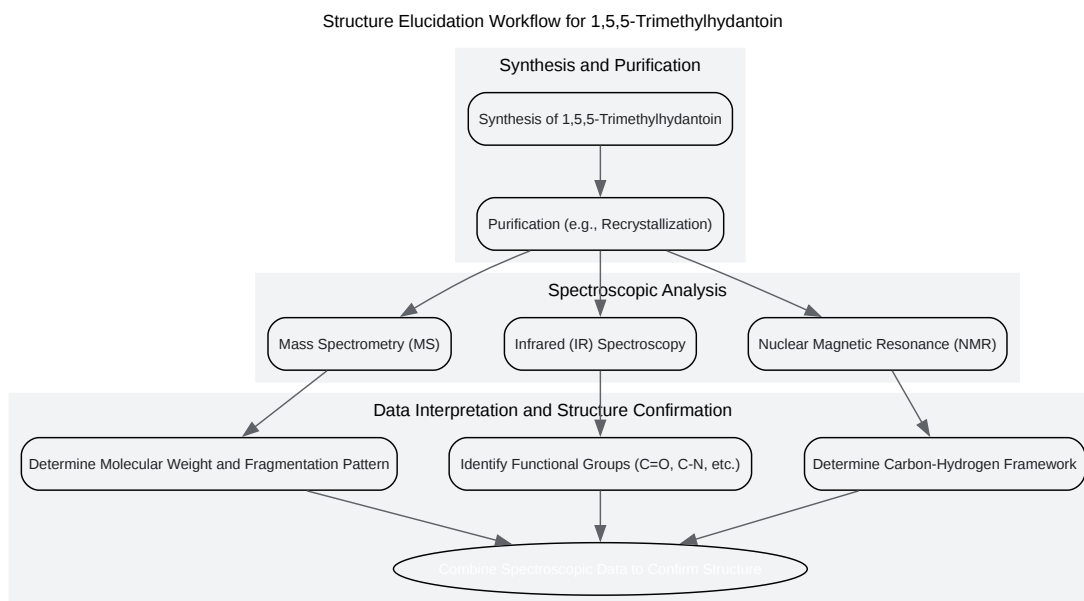 Structure Elucidation Workflow for 1,5,5-Trimethylhydantoin
Synthesis and Purification
Synthesis of 1,5,5-Trimethylhydantoin
Purification (e.g., Recrystallization)
Spectroscopic Analysis
Mass Spectrometry (MS)
Infrared (IR) Spectroscopy
Nuclear Magnetic Resonance (NMR)
Data Interpretation and Structure Confirmation
Determine Molecular Weight and Fragmentation Pattern
Identify Functional Groups (C=O, C-N, etc.)
Determine Carbon-Hydrogen Framework
Combine Spectroscopic Data to Confirm Structure